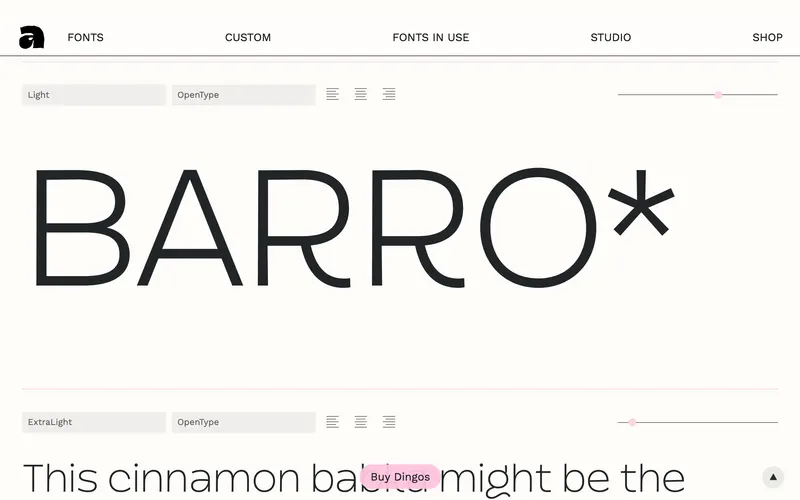 a FONTS CUSTOM FONTS IN USE STUDIO SHOP
Light OpenType
BARRO*
ExtraLight OpenType
This cinnamon babka might be the
Buy Dingos